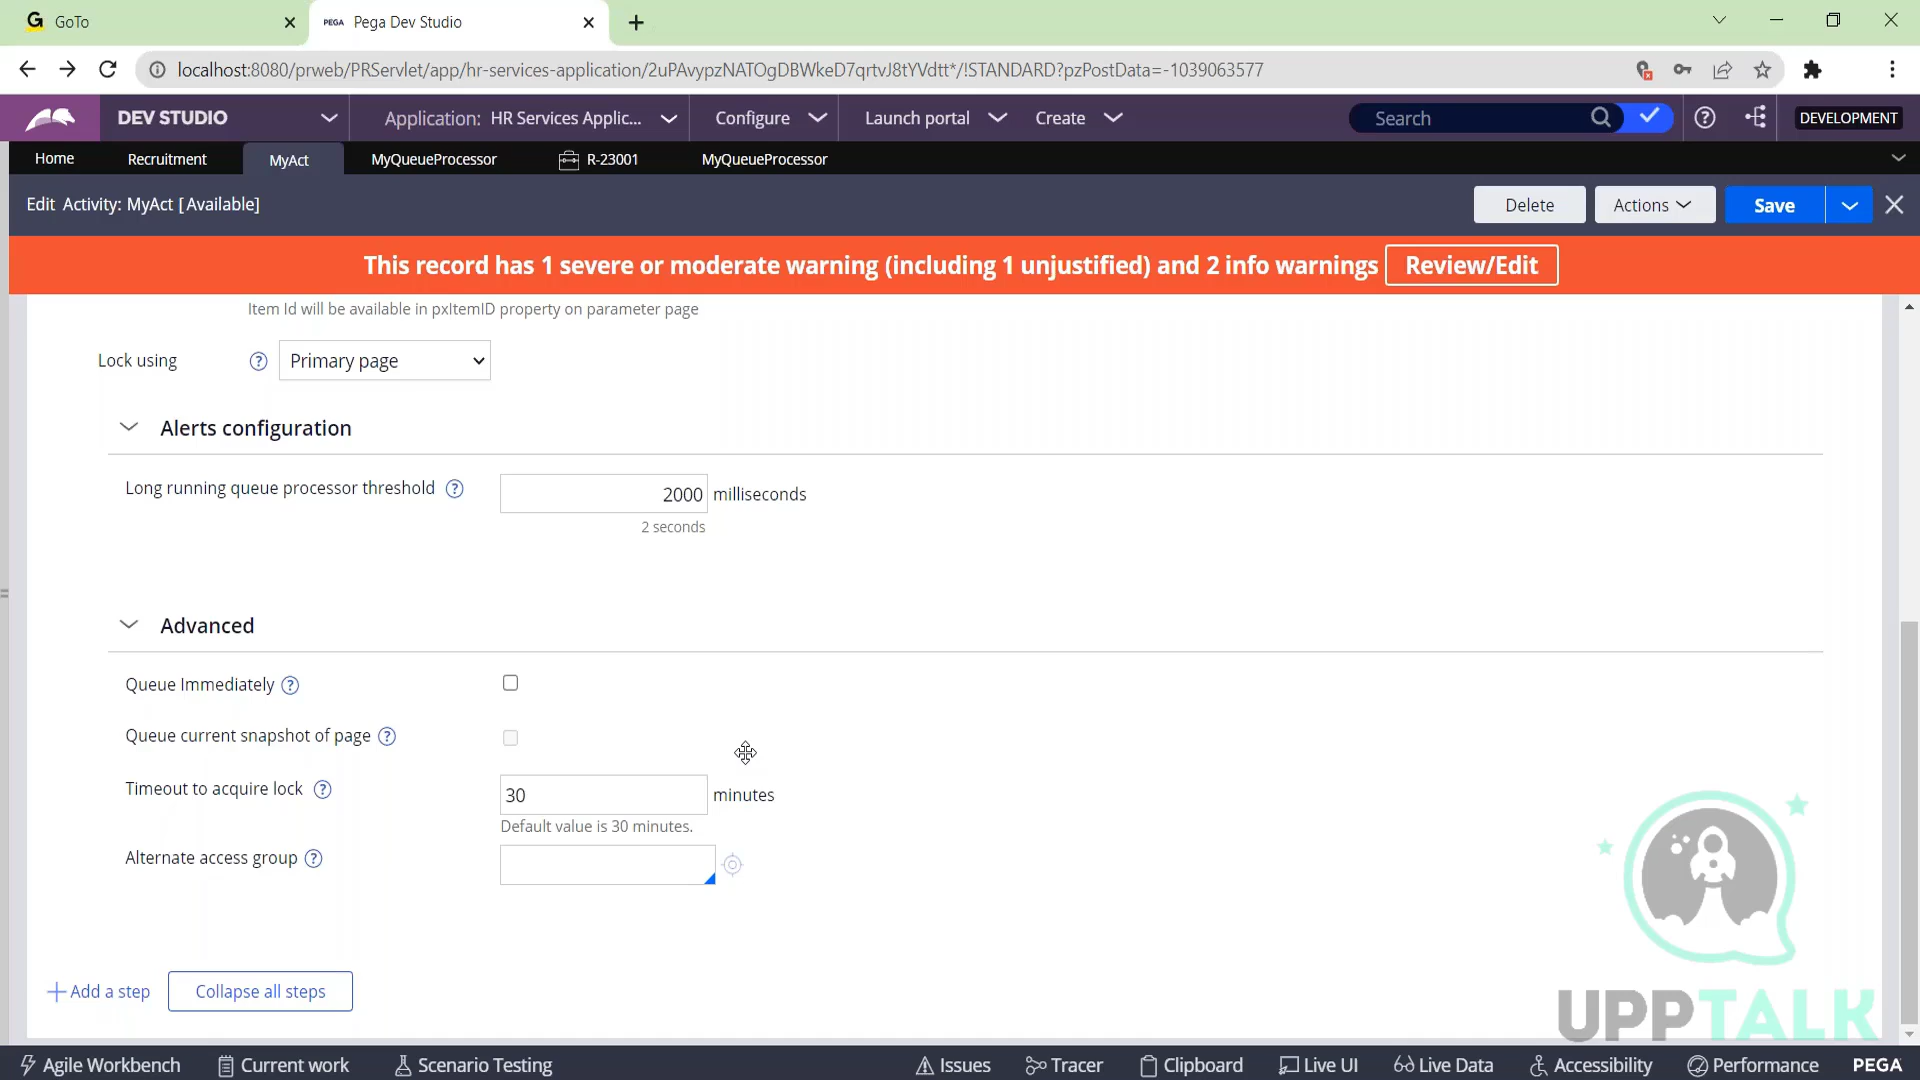 GoTo
PEGA Pega Dev Studio
localhost:8080/prweb/PRServlet/app/hr-services-application/2uPAvypzNATOgDBWkeD7qrtvJ8tYVdtt*/!STANDARD?pzPostData=-1039063577
DEV STUDIO
Application: HR Services Applic...
Configure
Launch portal
Create
Search
DEVELOPMENT
Home
Recruitment
MyAct
MyQueueProcessor
R-23001
MyQueueProcessor
Edit Activity: MyAct [Available]
Delete
Actions
Save
This record has 1 severe or moderate warning (including 1 unjustified) and 2 info warnings
Review/Edit
Item Id will be available in pxItemID property on parameter page
Lock using
Primary page
Alerts configuration
Long running queue processor threshold
2000 milliseconds
2 seconds
Advanced
Queue Immediately
Queue current snapshot of page
Timeout to acquire lock
30 minutes
Default value is 30 minutes.
Alternate access group
Add a step
Collapse all steps
UPPTALK
Agile Workbench
Current work
Scenario Testing
Issues
Tracer
Clipboard
Live UI
Live Data
Accessibility
Performance
PEGA